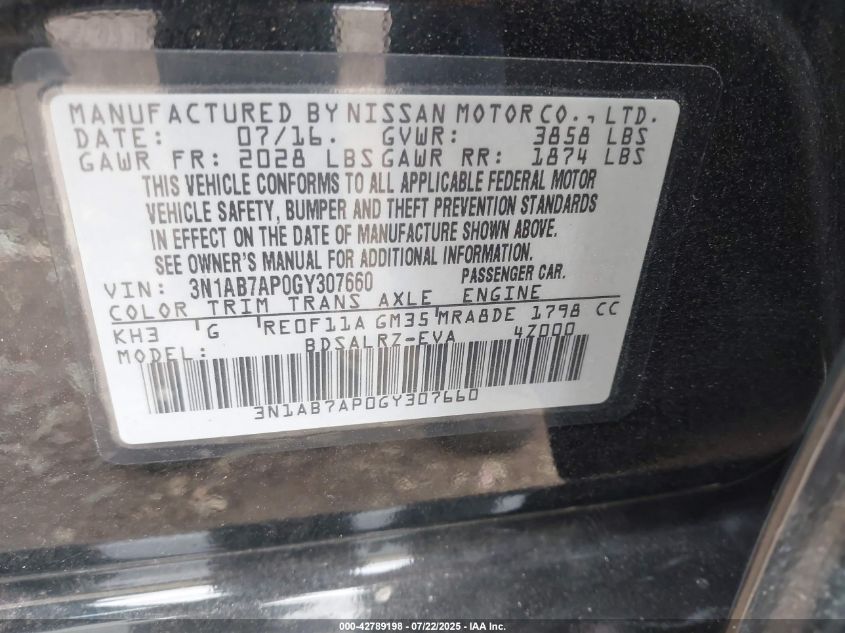 MANUFACTURED BY NISSAN MOTOR CO., LTD.
DATE: 07/16. GVWR: 3858 LBS
GAWR FR: 2028 LBS GAWR RR: 1874 LBS
THIS VEHICLE CONFORMS TO ALL APPLICABLE FEDERAL MOTOR
VEHICLE SAFETY, BUMPER AND THEFT PREVENTION STANDARDS
IN EFFECT ON THE DATE OF MANUFACTURE SHOWN ABOVE.
SEE OWNER'S MANUAL FOR ADDITIONAL INFORMATION.
VIN: 3N1AB7AP0GY307660 PASSENGER CAR.
COLOR TRIM TRANS AXLE ENGINE
KH3 G RE0F11A GM35 MRA8DE 1798 CC
MODEL: BDSALRZ-EVA 4Z000
3N1AB7AP0GY307660
000-42789198 - 07/22/2025 - IAA Inc.